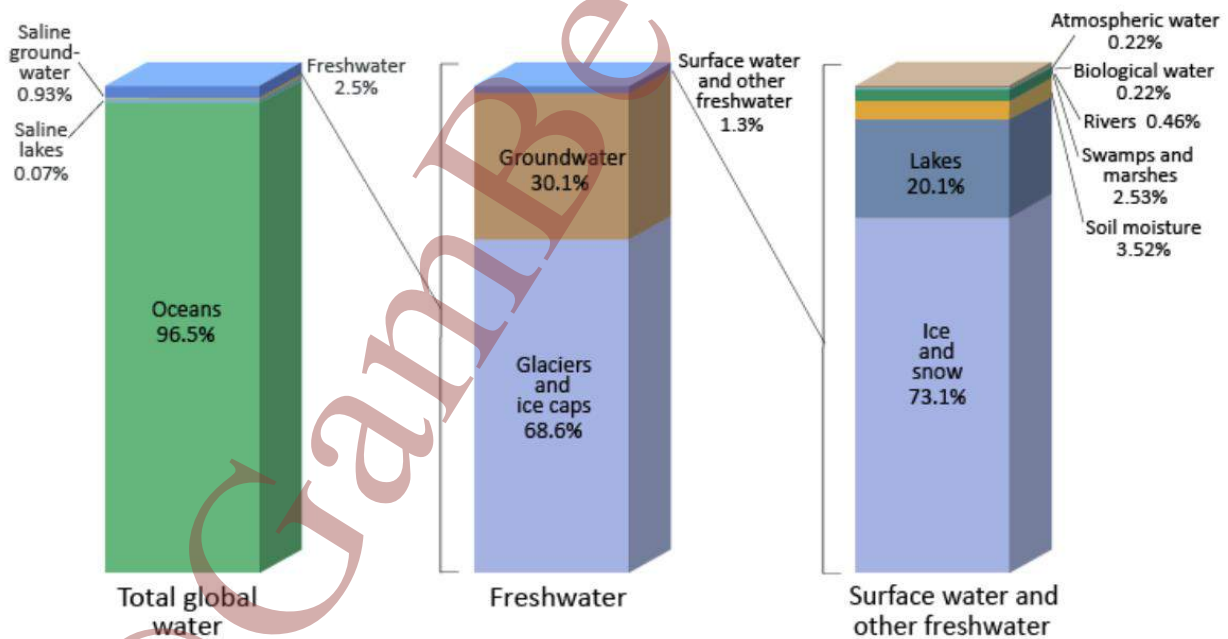 Saline
ground-
water
0.93%
Saline
lakes
0.07%
Freshwater
2.5%
Oceans
96.5%
Total global
water
Surface water
and other
freshwater
1.3%
Groundwater
30.1%
Glaciers
and
ice caps
68.6%
Freshwater
Atmospheric water
0.22%
Biological water
0.22%
Rivers 0.46%
Swamps and
marshes
2.53%
Soil moisture
3.52%
Lakes
20.1%
Ice
and
snow
73.1%
Surface water and
other freshwater